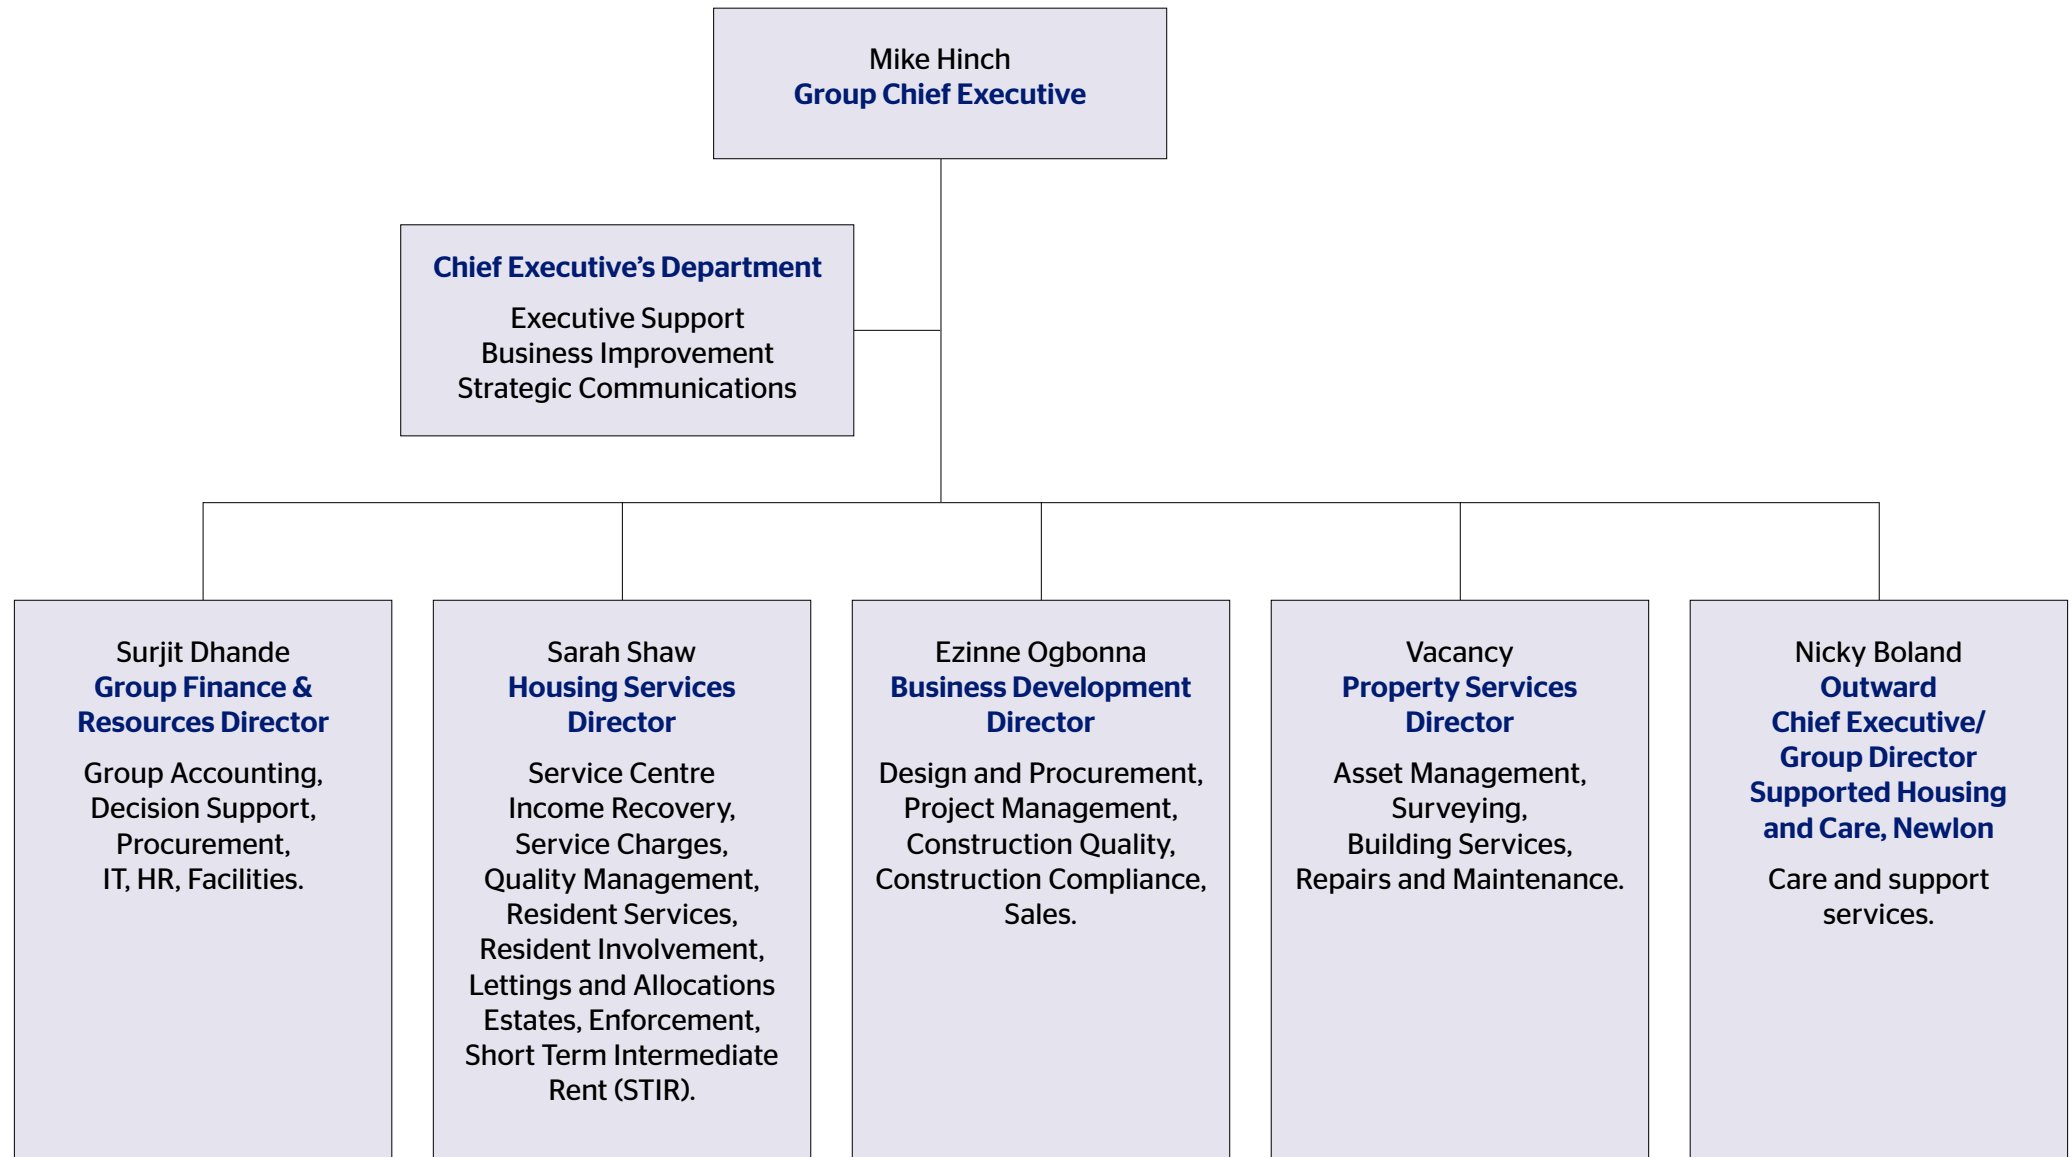 Mike Hinch
Group Chief Executive
Chief Executive’s Department
Executive Support
Business Improvement
Strategic Communications
Surjit Dhande
Group Finance &
Resources Director
Group Accounting,
Decision Support,
Procurement,
IT, HR, Facilities.
Sarah Shaw
Housing Services
Director
Service Centre
Income Recovery,
Service Charges,
Quality Management,
Resident Services,
Resident Involvement,
Lettings and Allocations
Estates, Enforcement,
Short Term Intermediate
Rent (STIR).
Ezinne Ogbonna
Business Development
Director
Design and Procurement,
Project Management,
Construction Quality,
Construction Compliance,
Sales.
Vacancy
Property Services
Director
Asset Management,
Surveying,
Building Services,
Repairs and Maintenance.
Nicky Boland
Outward
Chief Executive/
Group Director
Supported Housing
and Care, Newlon
Care and support
services.